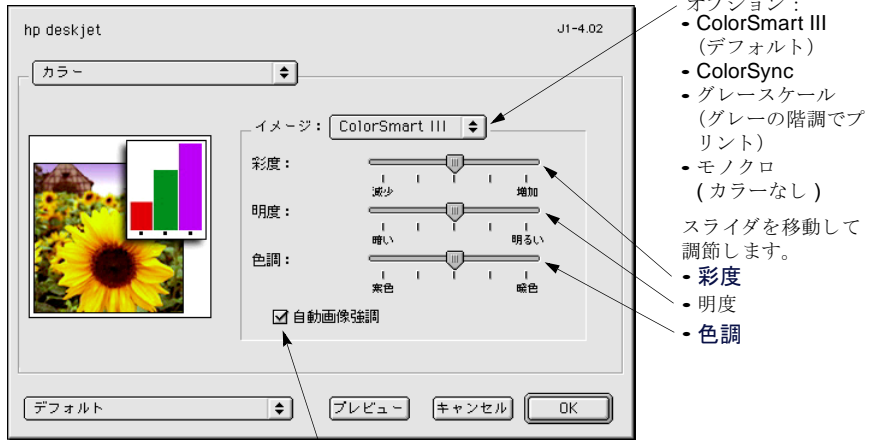 hp deskjet
J1-4.02
カラー
イメージ： ColorSmart III
彩度：
減少
増加
明度：
暗い
明るい
色調：
寒色
暖色
自動画像強調
デフォルト
プレビュー
キャンセル
OK
オプション：
• ColorSmart III
（デフォルト）
• ColorSync
• グレースケール
（グレーの階調でプ
リント）
• モノクロ
( カラーなし )
スライダを移動して
調節します。
• 彩度
• 明度
• 色調